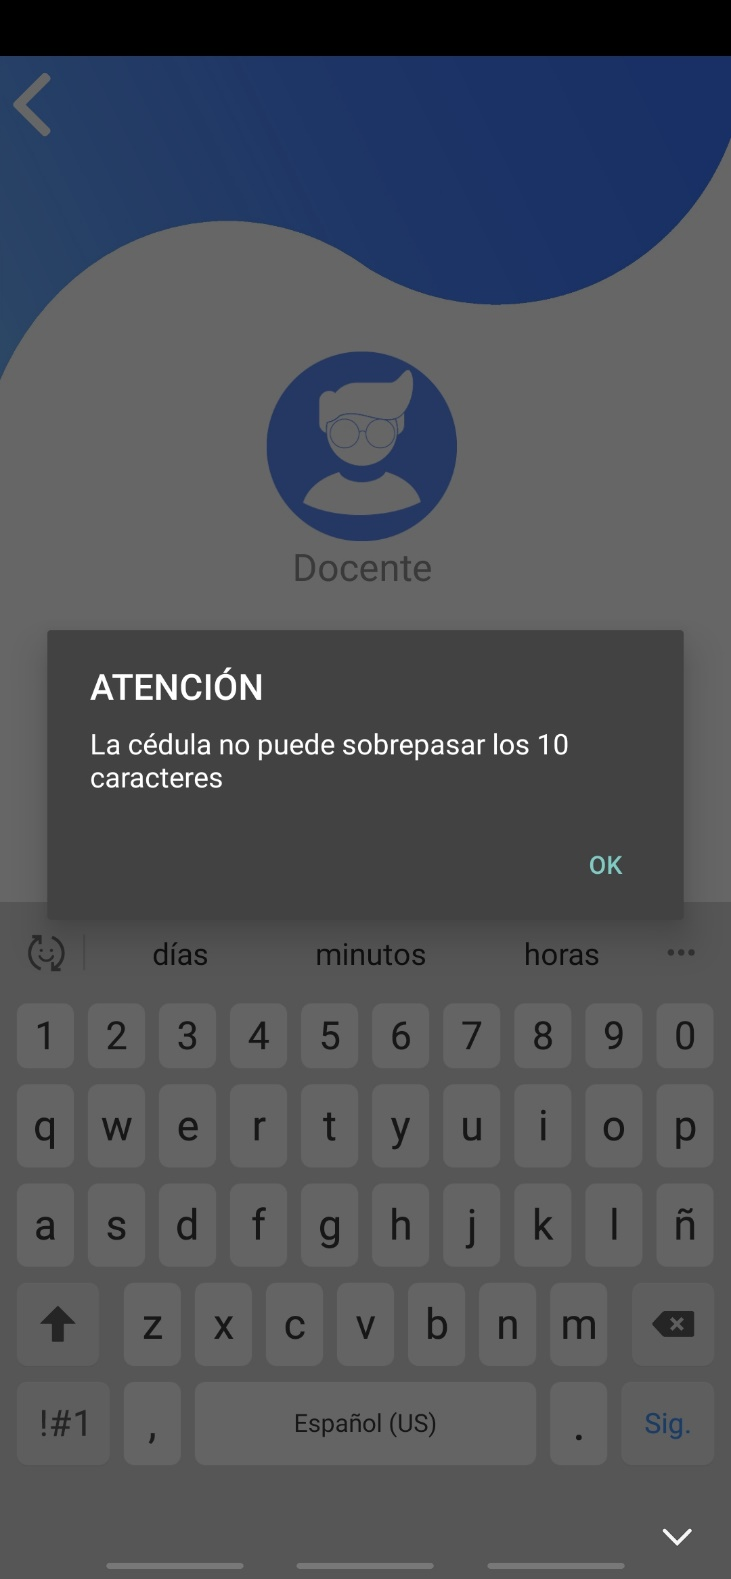 Docente
ATENCIÓN
La cédula no puede sobrepasar los 10
caracteres
OK
días minutos horas
1 2 3 4 5 6 7 8 9 0
q w e r t y u i o p
a s d f g h j k l ñ
z x c v b n m
!#1 , Español (US) . Sig.